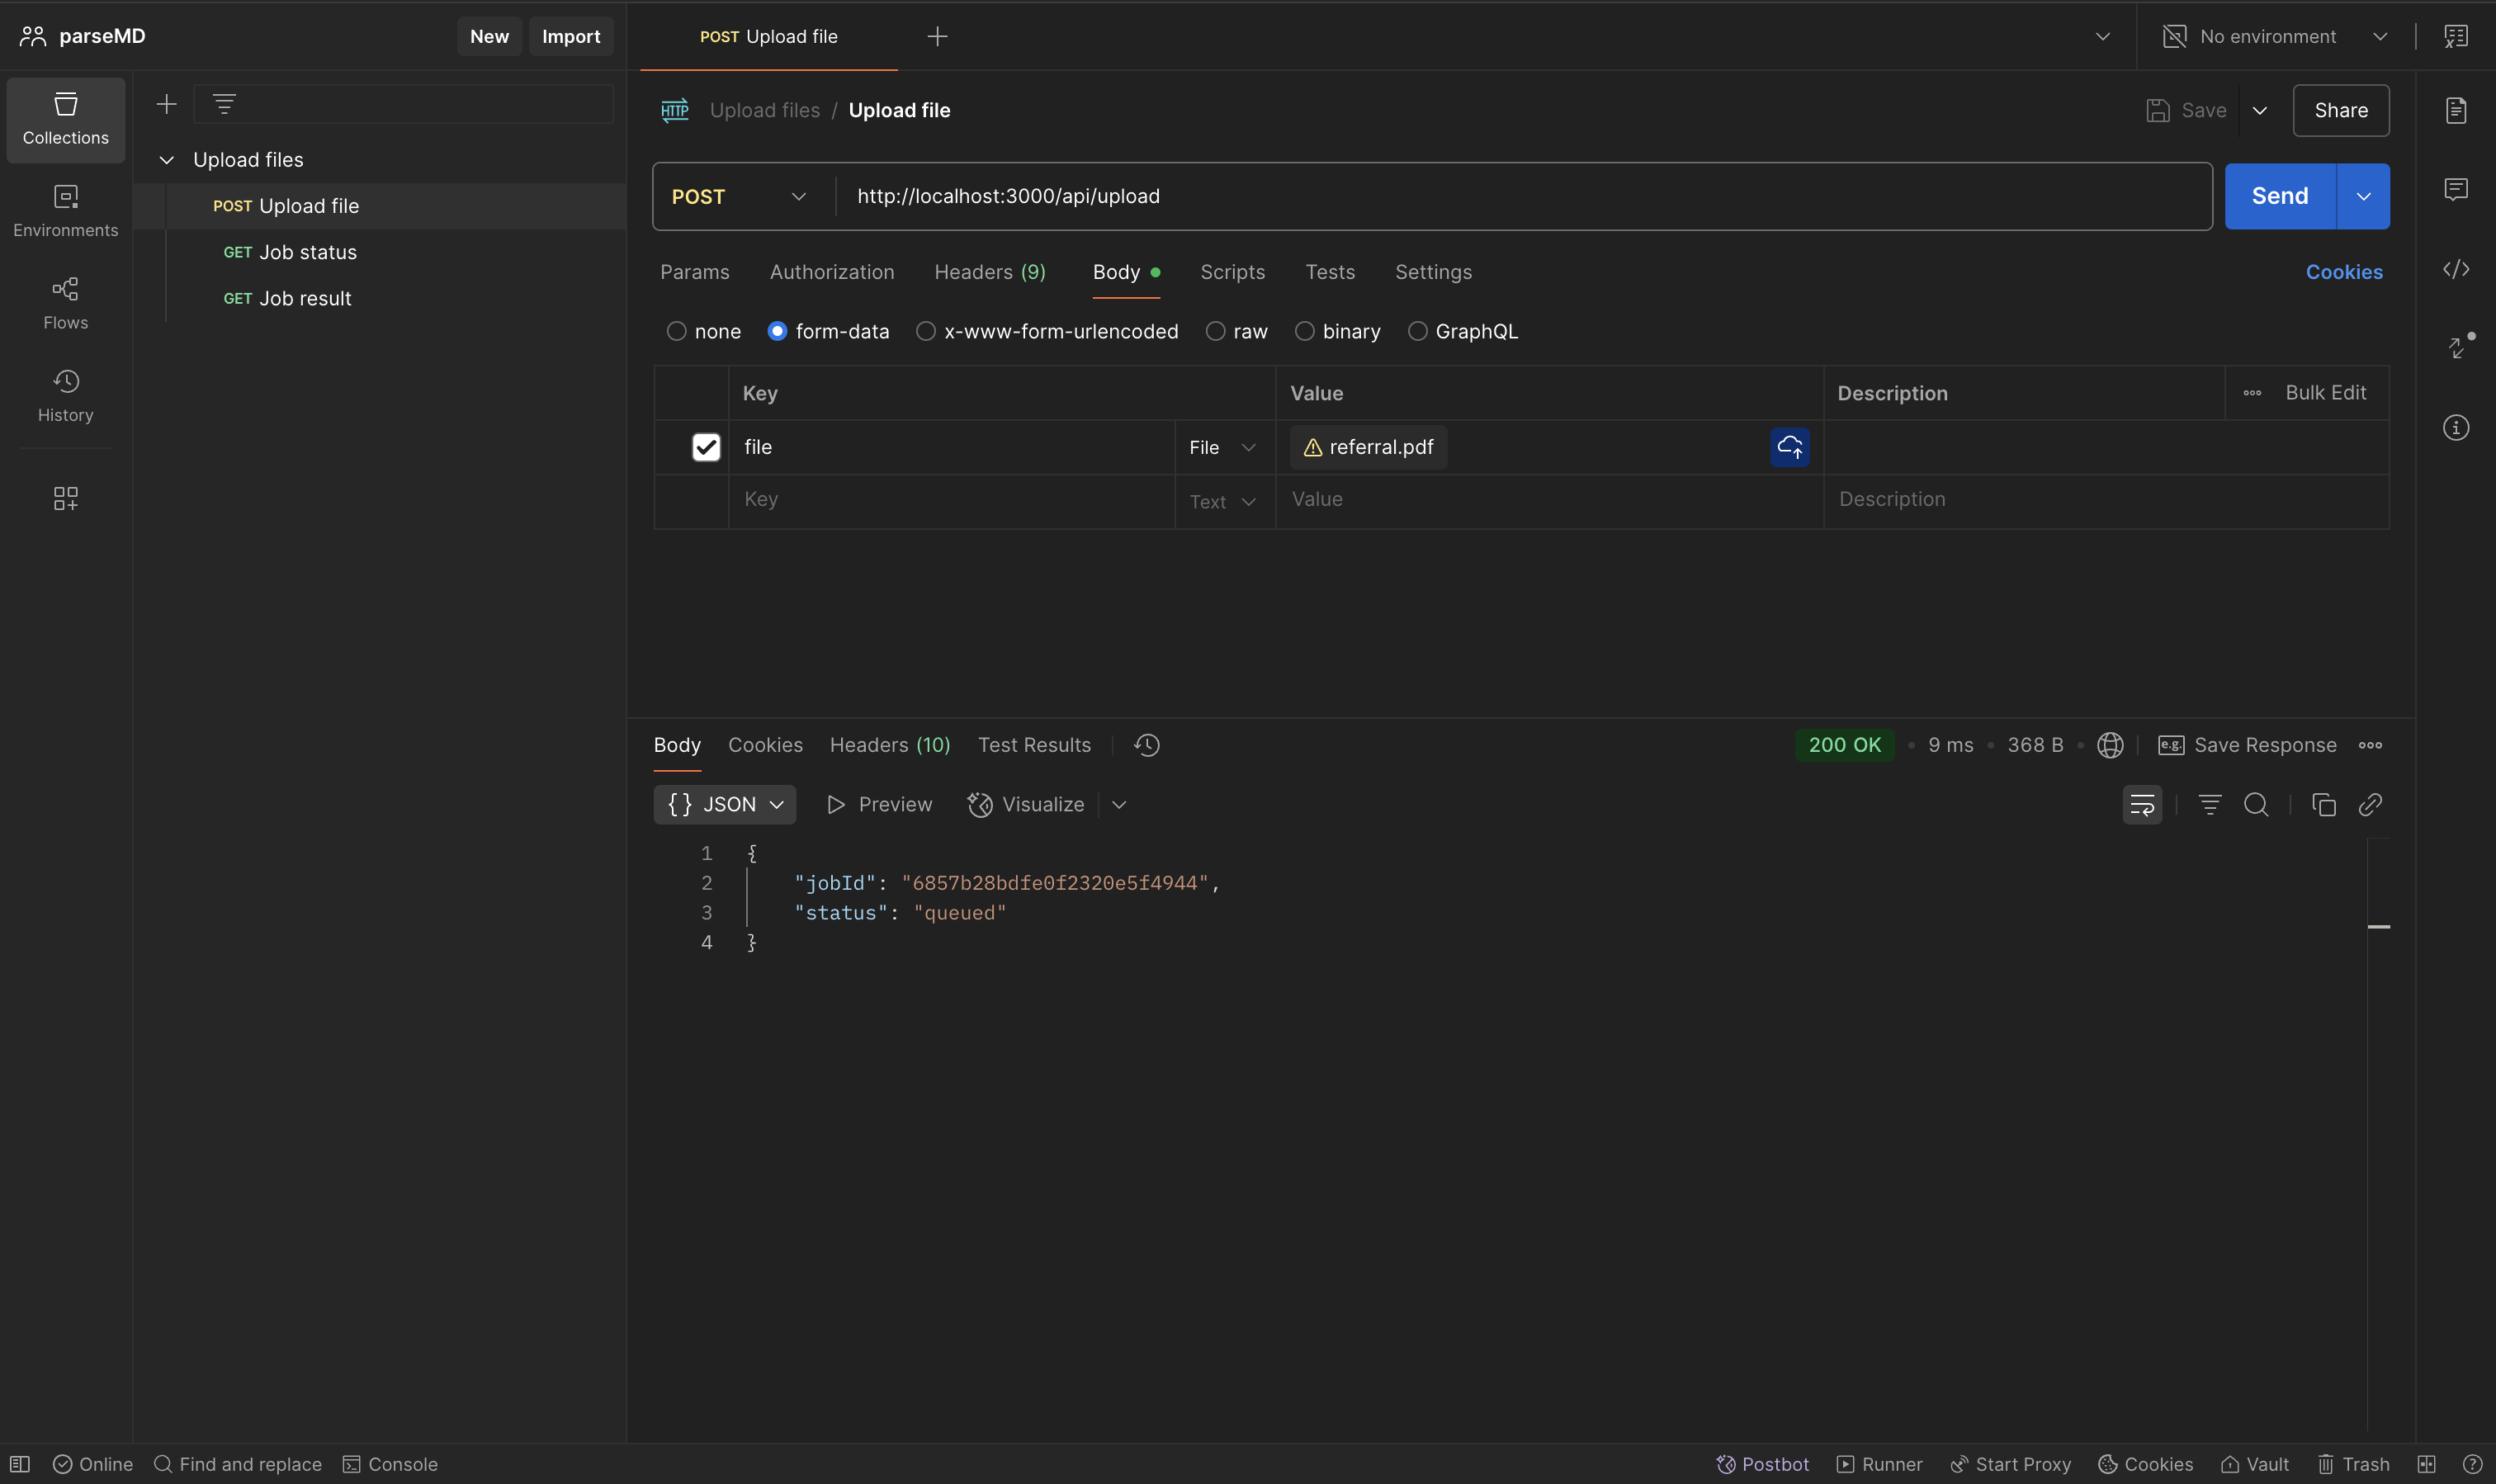 parseMD
New
Import
POST Upload file
No environment
Collections
Environments
Flows
History
Upload files
POST Upload file
GET Job status
GET Job result
HTTP
Upload files / Upload file
Save
Share
POST
http://localhost:3000/api/upload
Send
Params
Authorization
Headers (9)
Body
Scripts
Tests
Settings
Cookies
none
form-data
x-www-form-urlencoded
raw
binary
GraphQL
Key
Value
Description
Bulk Edit
file
File
referral.pdf
Key
Text
Value
Description
Body
Cookies
Headers (10)
Test Results
200 OK
9 ms
368 B
e.g.
Save Response
{} JSON
Preview
Visualize
1 {
2 "jobId": "6857b28bdfe0f2320e5f4944",
3 "status": "queued"
4 }
Online
Find and replace
Console
Postbot
Runner
Start Proxy
Cookies
Vault
Trash